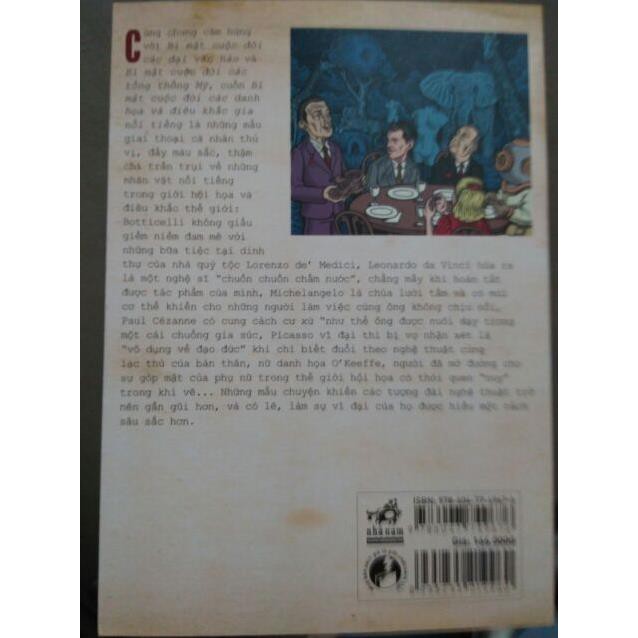 Cùng chung cảm hứng
với Bí mật cuộc đời
các đại văn hào và
Bí mật cuộc đời các
tổng thống Mỹ, cuốn Bí
mật cuộc đời các danh
họa và điêu khắc gia
nổi tiếng là những mẩu
giai thoại cá nhân thú
vị, đầy màu sắc, thậm
chí trần trụi về những
nhân vật nổi tiếng
trong giới hội họa và
điêu khắc thế giới:
Botticelli không giấu
giếm niềm đam mê với
những bữa tiệc tại dinh
thự của nhà quý tộc Lorenzo de' Medici, Leonardo da Vinci hóa ra
là một nghệ sĩ "chuồn chuồn chấm nước", chẳng mấy khi hoàn tất
được tác phẩm của mình, Michelangelo là chúa lười tắm mà có mùi
cơ thể khiến cho những người làm việc cùng ông không chịu nổi,
Paul Cézanne có cung cách cư xử "như thể ông được nuôi dạy trong
một cái chuồng gia súc, Picasso vĩ đại thì bị vợ nhận xét là
"vô dụng về đạo đức" khi chỉ biết đuổi theo nghệ thuật cùng
lạc thú của bản thân, nữ danh họa O'Keeffe, người đã mở đường cho
sự góp mặt của phụ nữ trong thế giới hội họa có thói quen
trong khi vẽ... Những mẩu chuyện khiến các tượng đài nghệ thuật trở
nên gần gũi hơn, và có lẽ, làm sự vĩ đại của họ được hiểu một cách
sâu sắc hơn.
ISBN: 978-604-77-
nhã nam
Giá: